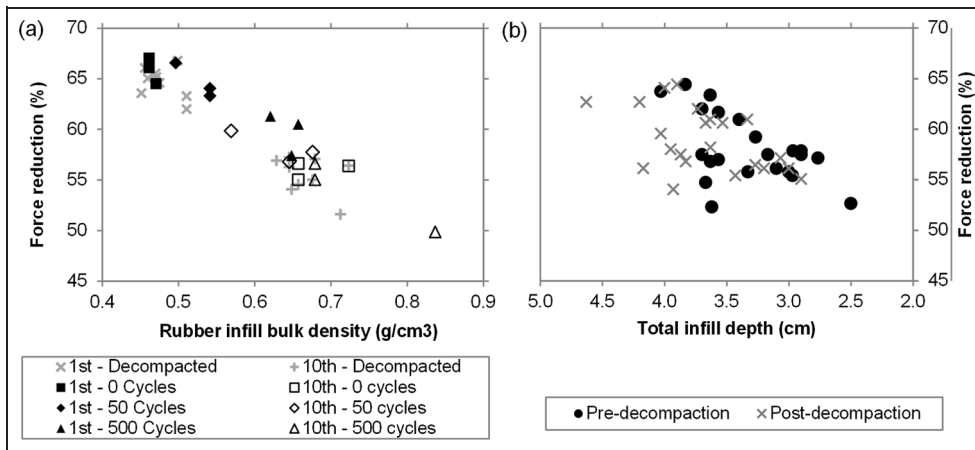 (a)
70
65
60
55
50
45
Force reduction (%)
0.4 0.5 0.6 0.7 0.8 0.9
Rubber infill bulk density (g/cm3)
1st - Decompacted 10th - Decompacted
1st - 0 Cycles 10th - 0 cycles
1st - 50 Cycles 10th - 50 cycles
1st - 500 Cycles 10th - 500 cycles
(b)
70
65
60
55
50
45
Force reduction (%)
5.0 4.5 4.0 3.5 3.0 2.5 2.0
Total infill depth (cm)
Pre-decompaction Post-decompaction